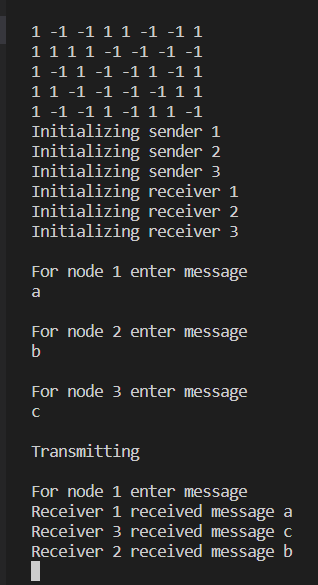 1 -1 -1 1 1 -1 -1 1
1 1 1 1 -1 -1 -1 -1
1 -1 1 -1 -1 1 -1 1
1 1 -1 -1 -1 -1 1 1
1 -1 -1 1 -1 1 1 -1
Initializing sender 1
Initializing sender 2
Initializing sender 3
Initializing receiver 1
Initializing receiver 2
Initializing receiver 3
For node 1 enter message
a
For node 2 enter message
b
For node 3 enter message
c
Transmitting
For node 1 enter message
Receiver 1 received message a
Receiver 3 received message c
Receiver 2 received message b